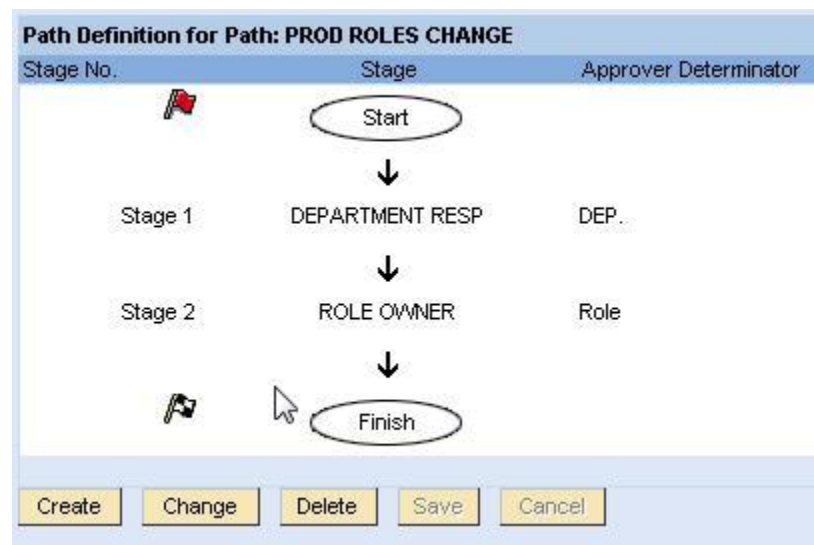 Path Definition for Path: PROD ROLES CHANGE
Stage No. Stage Approver Determinator
Start
Stage 1 DEPARTMENT RESP DEP.
Stage 2 ROLE OWNER Role
Finish
Create Change Delete Save Cancel